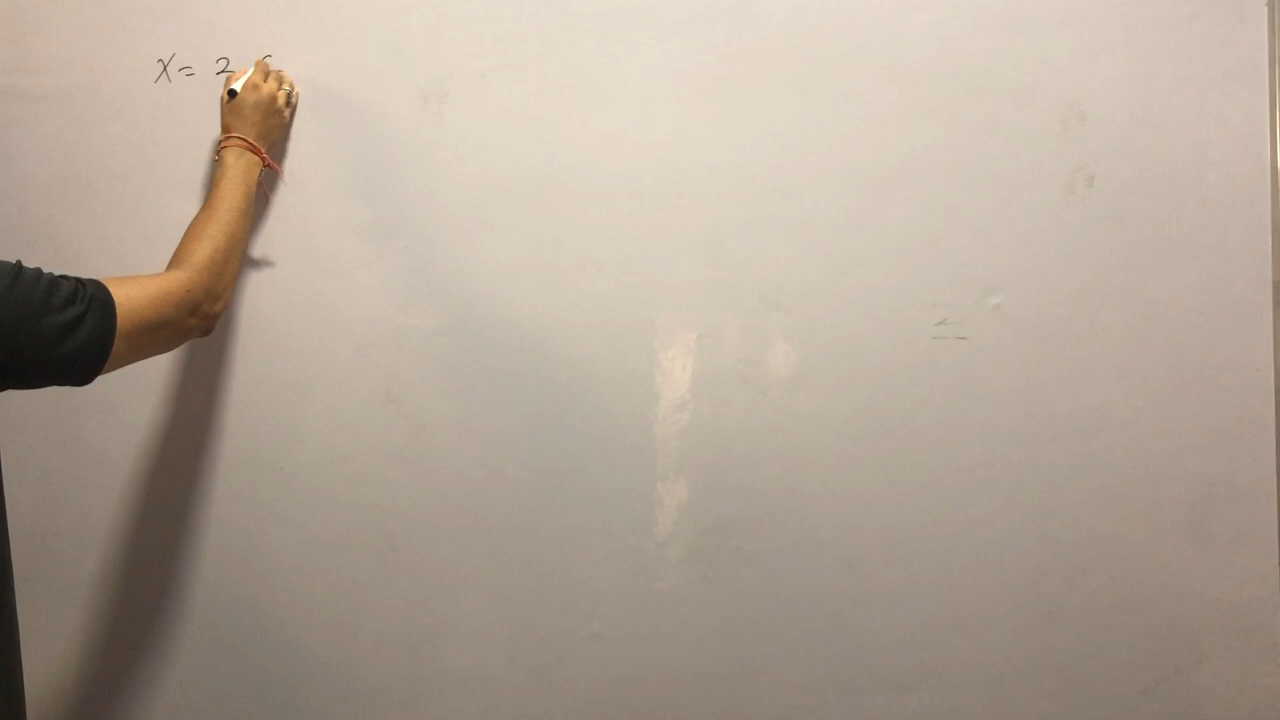 X = 2